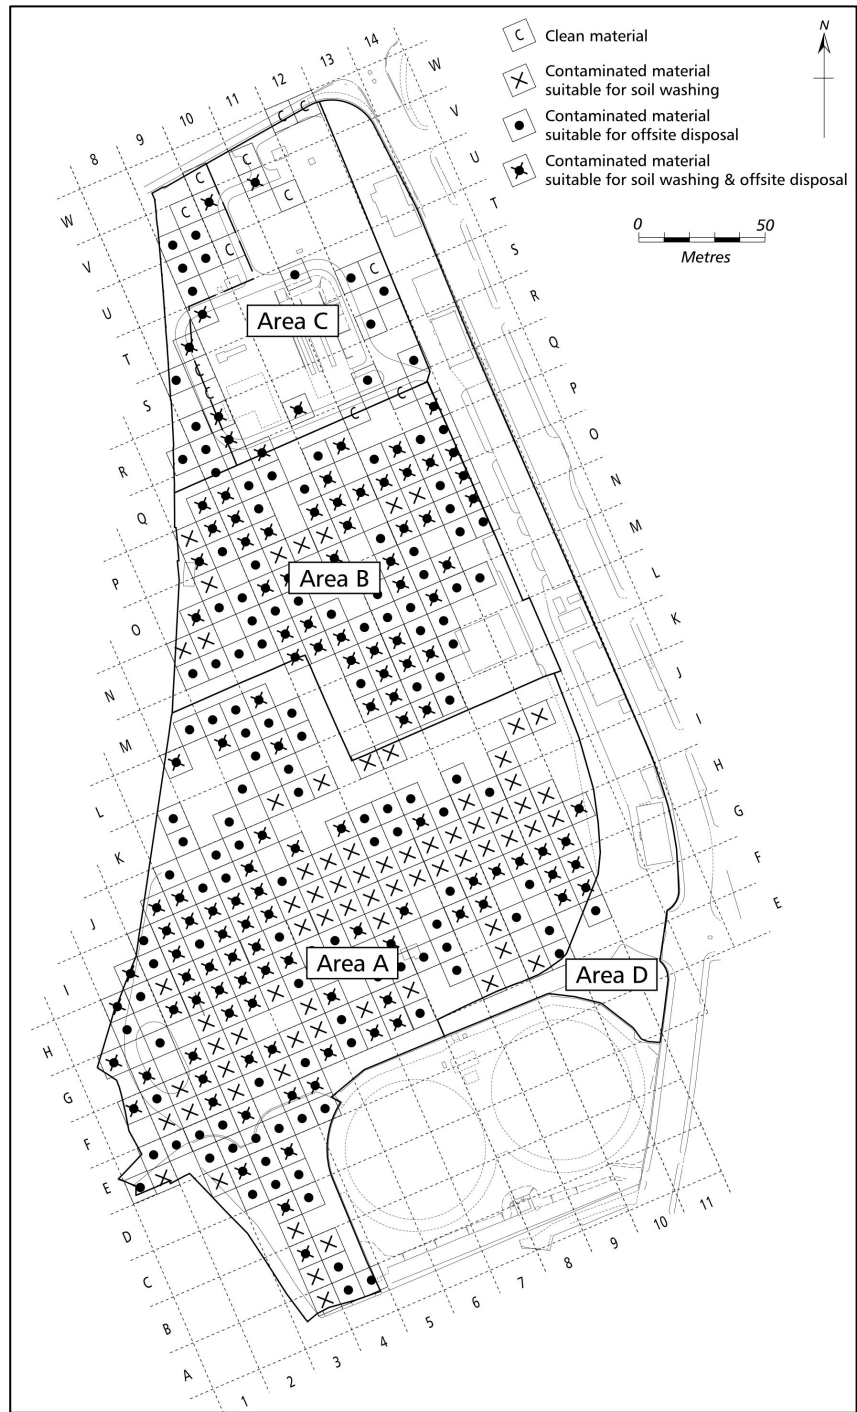 N
C Clean material
Contaminated material
suitable for soil washing
Contaminated material
suitable for offsite disposal
Contaminated material
suitable for soil washing & offsite disposal
0 50
Metres
8 9 10 11 12 13 14
W V U T S R Q P O N M L K J I H G F E
W V U T S R Q P O N M L K J I H G F E D C B A
1 2 3 4 5 6 7 8 9 10 11
C C
C C
C C
C
C
C
C
C C
Area C
Area B
Area A
Area D